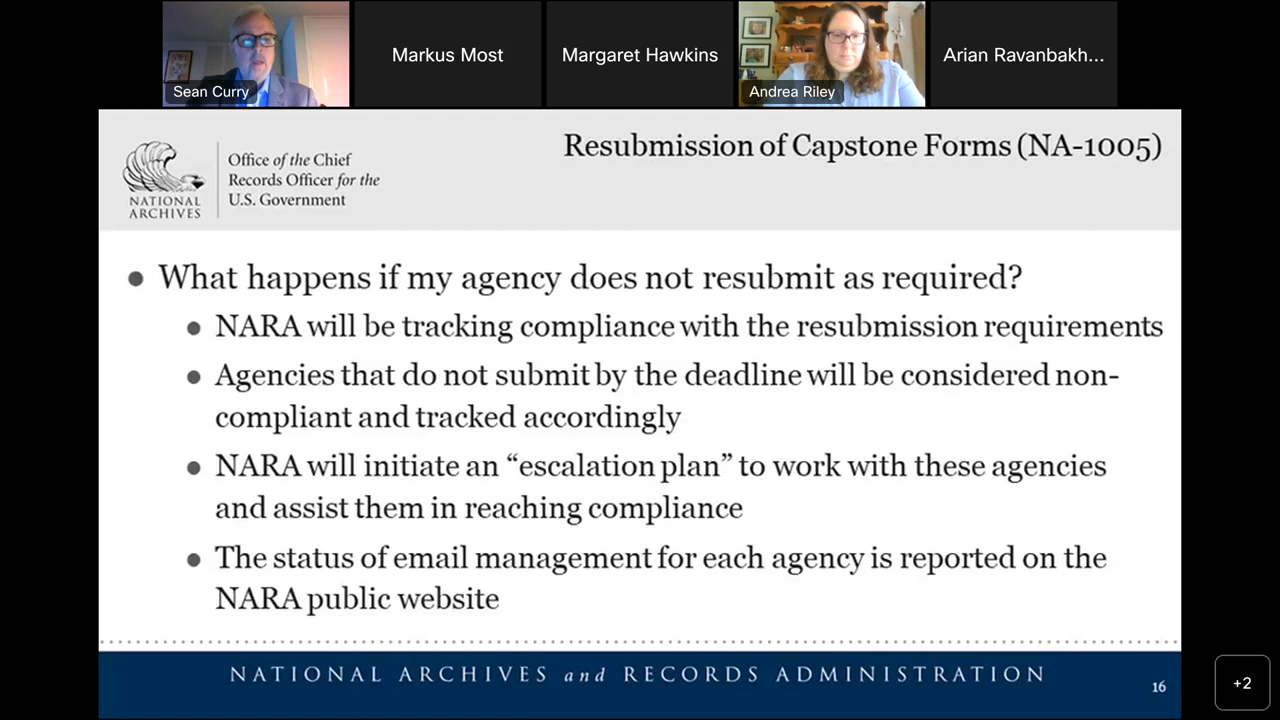 Sean Curry
Markus Most
Margaret Hawkins
Andrea Riley
Arian Ravanbakh...
NATIONAL
ARCHIVES
Office of the Chief
Records Officer for the
U.S. Government
Resubmission of Capstone Forms (NA-1005)
● What happens if my agency does not resubmit as required?
● NARA will be tracking compliance with the resubmission requirements
● Agencies that do not submit by the deadline will be considered non-
compliant and tracked accordingly
● NARA will initiate an “escalation plan” to work with these agencies
and assist them in reaching compliance
● The status of email management for each agency is reported on the
NARA public website
NATIONAL ARCHIVES and RECORDS ADMINISTRATION
16
+2